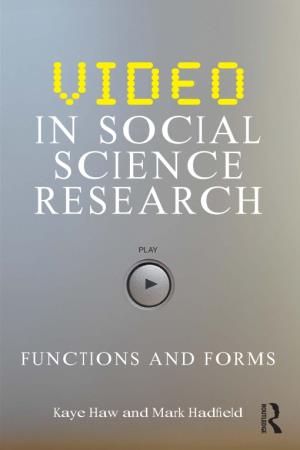 VIDEO
IN SOCIAL
SCIENCE
RESEARCH
PLAY
FUNCTIONS AND FORMS
Kaye Haw and Mark Hadfield
ROUTLEDGE